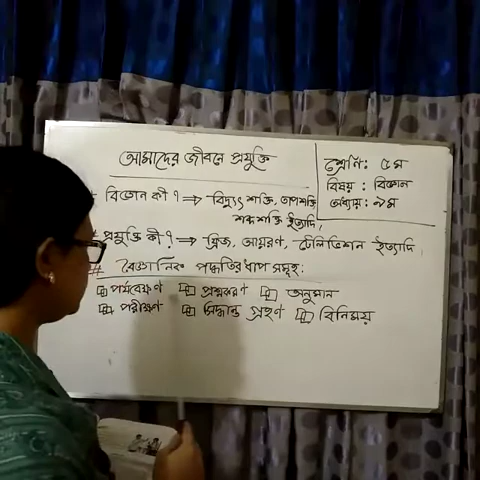 আমাদের জীবনে প্রযুক্তি
শ্রেণি: ৫ম
বিষয় : বিজ্ঞান
অধ্যায়: ৯ম
# বিজ্ঞান কী ? ⇒ বিদ্যুৎ শক্তি, তাপশক্তি,
শব্দ শক্তি ইত্যাদি,
# প্রযুক্তি কী ? ⇒ ফ্রিজ, আয়রণ, টেলিভিশন ইত্যাদি
# বৈজ্ঞানিক পদ্ধতির ধাপ সমূহ:
পর্যবেক্ষণ প্রশ্নকরণ অনুমান
পরীক্ষণ সিদ্ধান্ত গ্রহণ বিনিময়